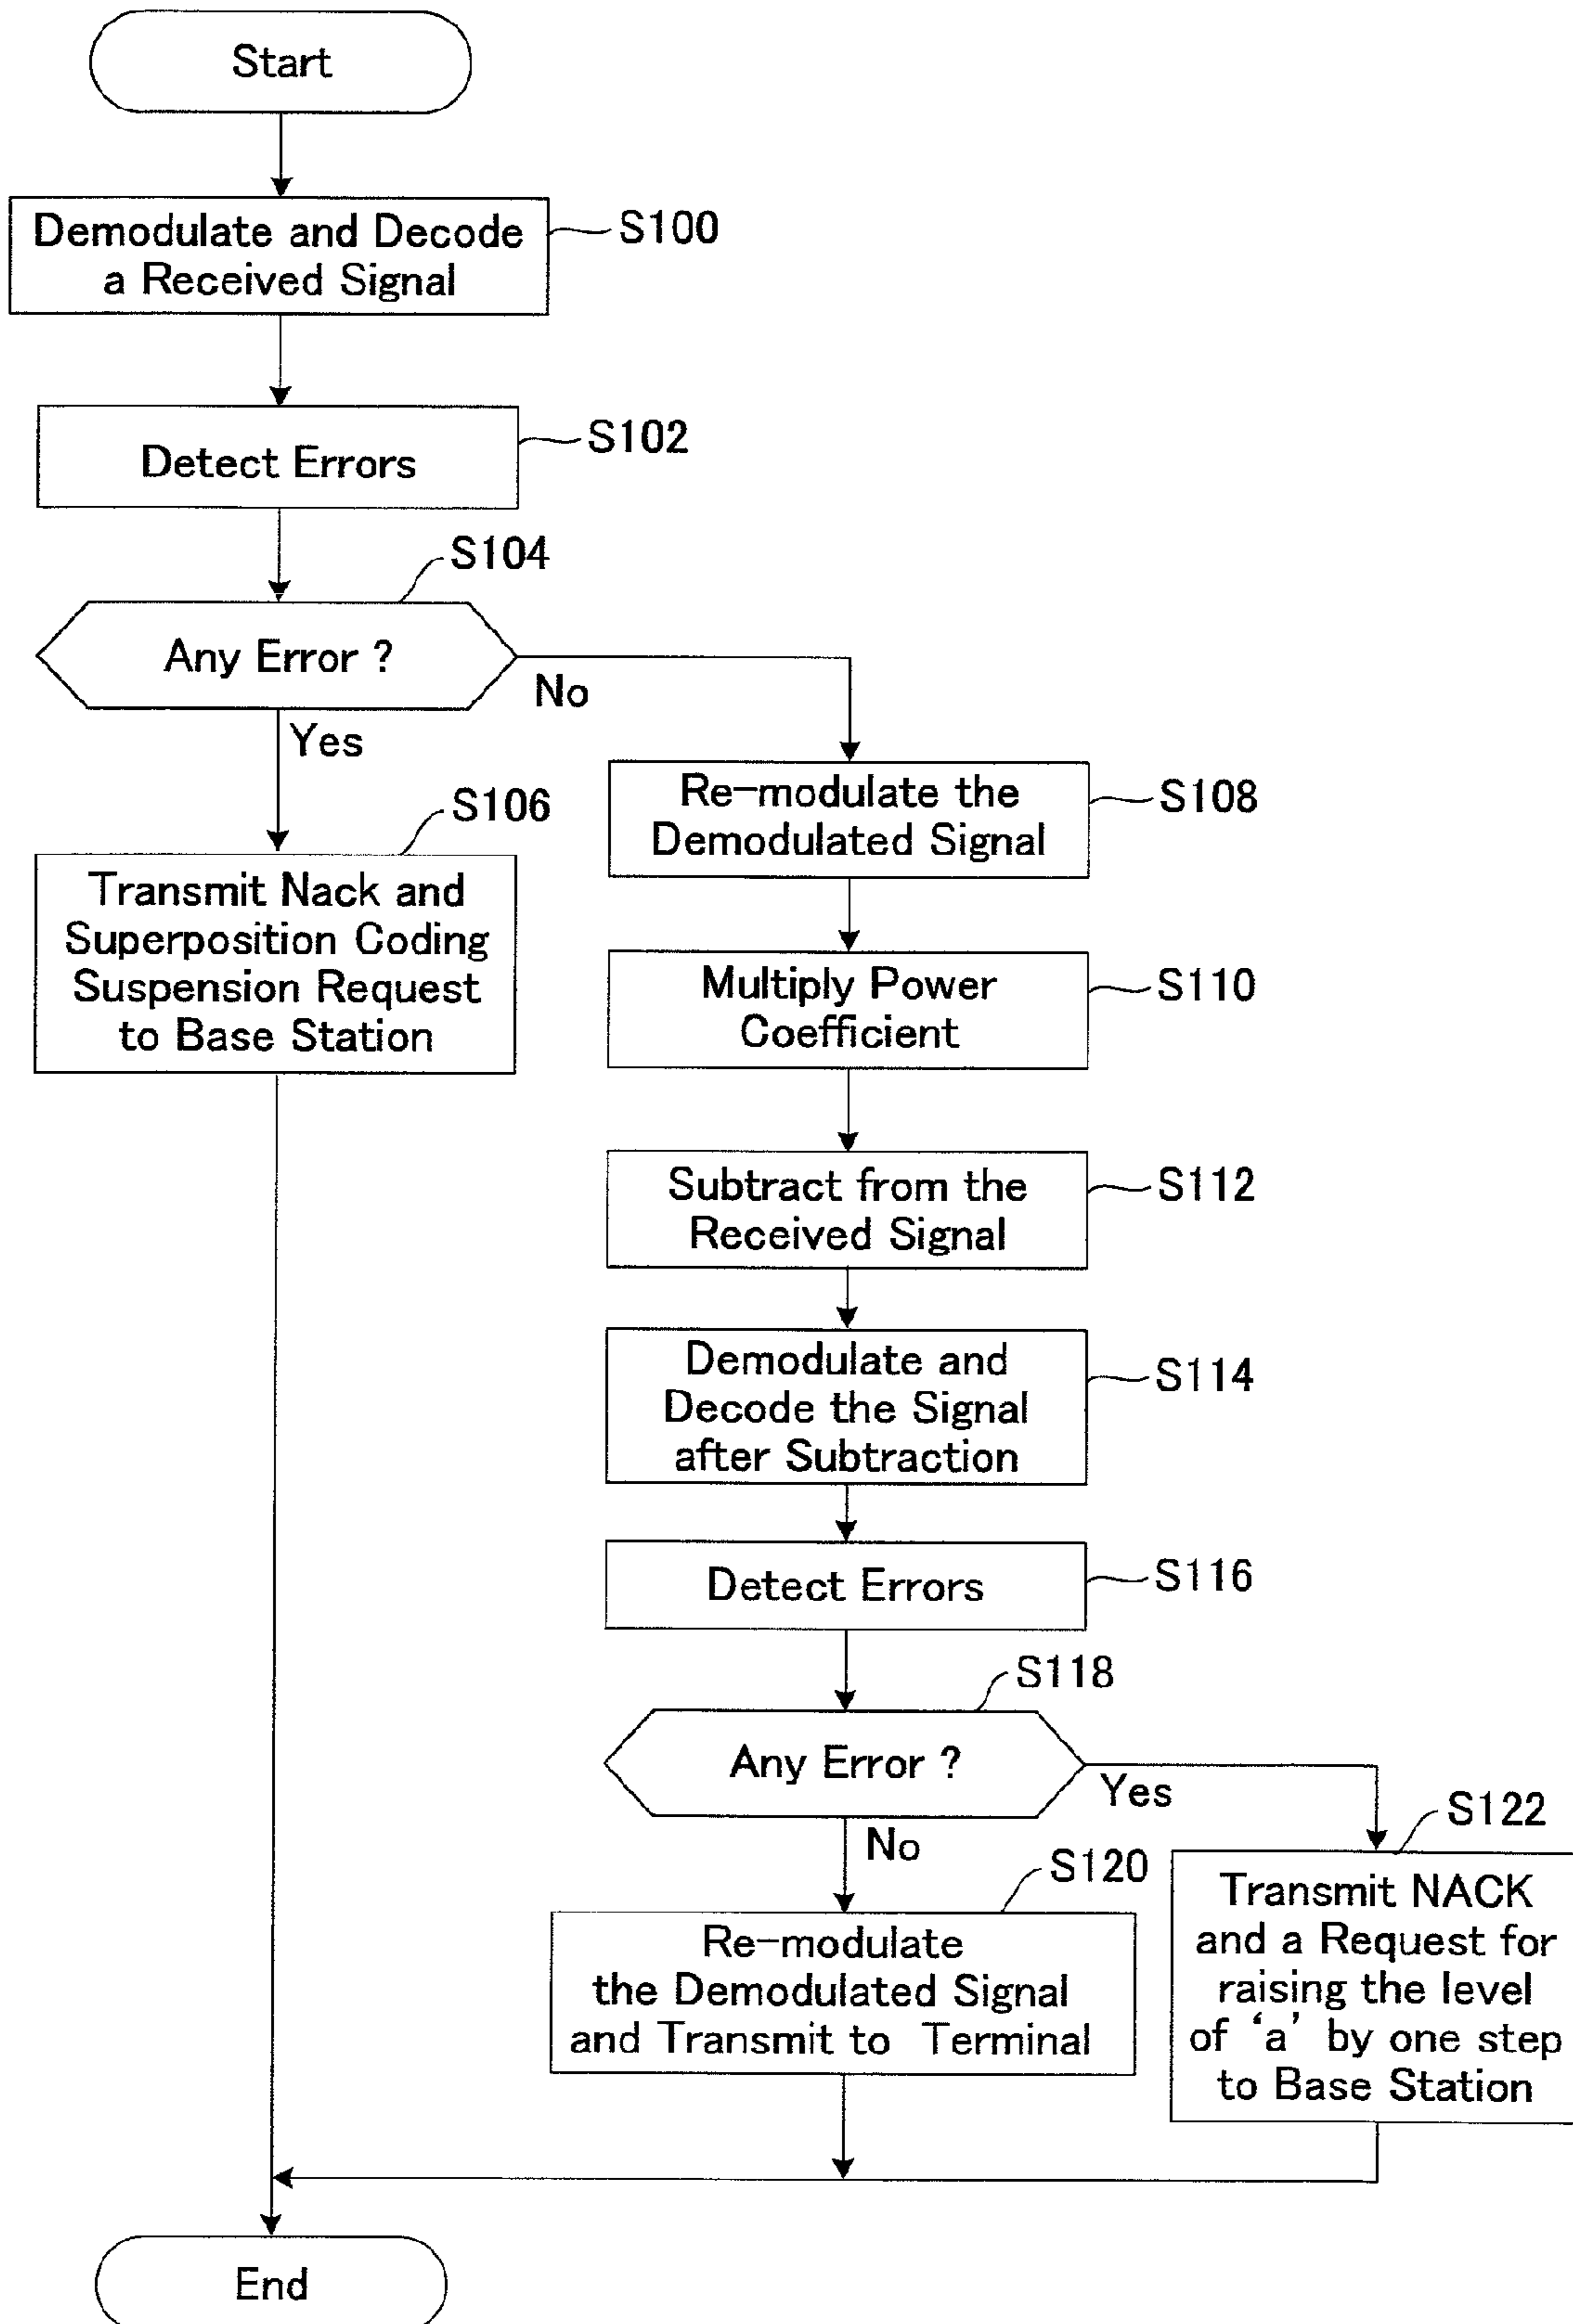 Start
Demodulate and Decode
a Received Signal
S100
Detect Errors
S102
S104
Any Error ?
No
Yes
S106
Transmit Nack and
Superposition Coding
Suspension Request
to Base Station
Re-modulate the
Demodulated Signal
S108
Multiply Power
Coefficient
S110
Subtract from the
Received Signal
S112
Demodulate and
Decode the Signal
after Subtraction
S114
Detect Errors
S116
S118
Any Error ?
Yes
No
S120
Re-modulate
the Demodulated Signal
and Transmit to Terminal
S122
Transmit NACK
and a Request for
raising the level
of ‘a’ by one step
to Base Station
End